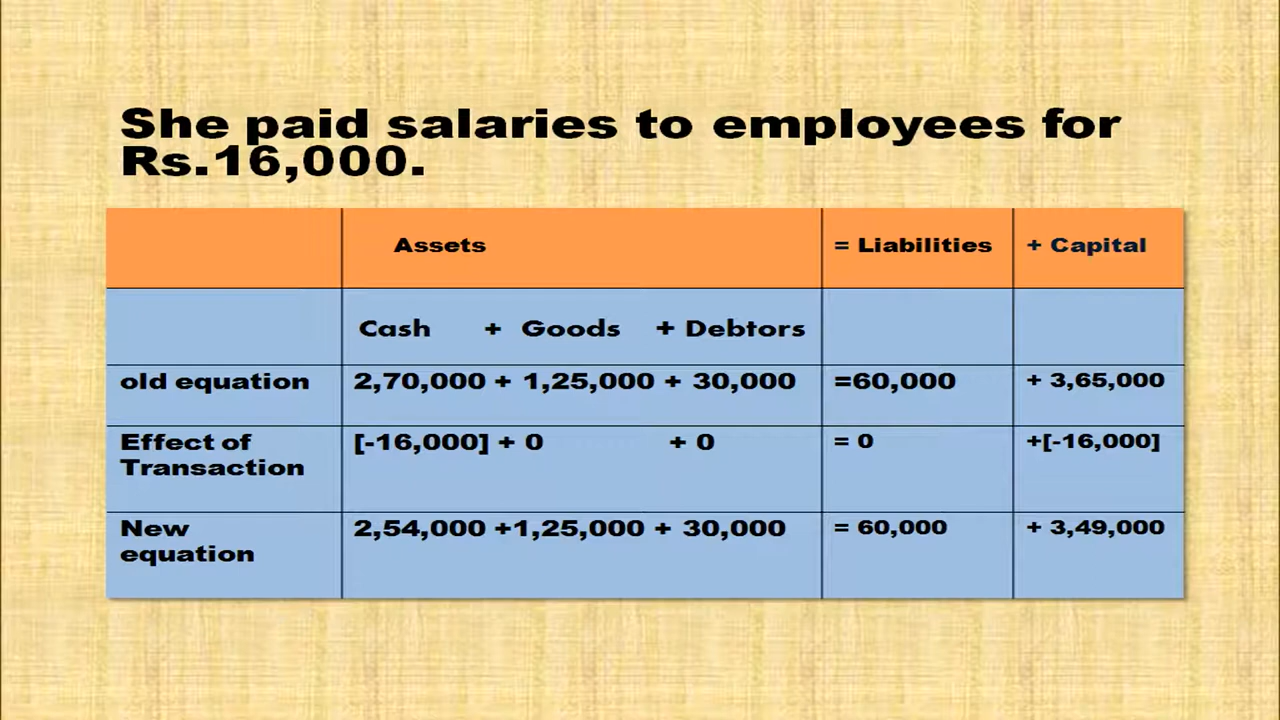 She paid salaries to employees for
Rs.16,000.
Assets = Liabilities + Capital
Cash + Goods + Debtors
old equation 2,70,000 + 1,25,000 + 30,000 =60,000 + 3,65,000
Effect of [-16,000] + 0 + 0 = 0 +[-16,000]
Transaction
New 2,54,000 +1,25,000 + 30,000 = 60,000 + 3,49,000
equation